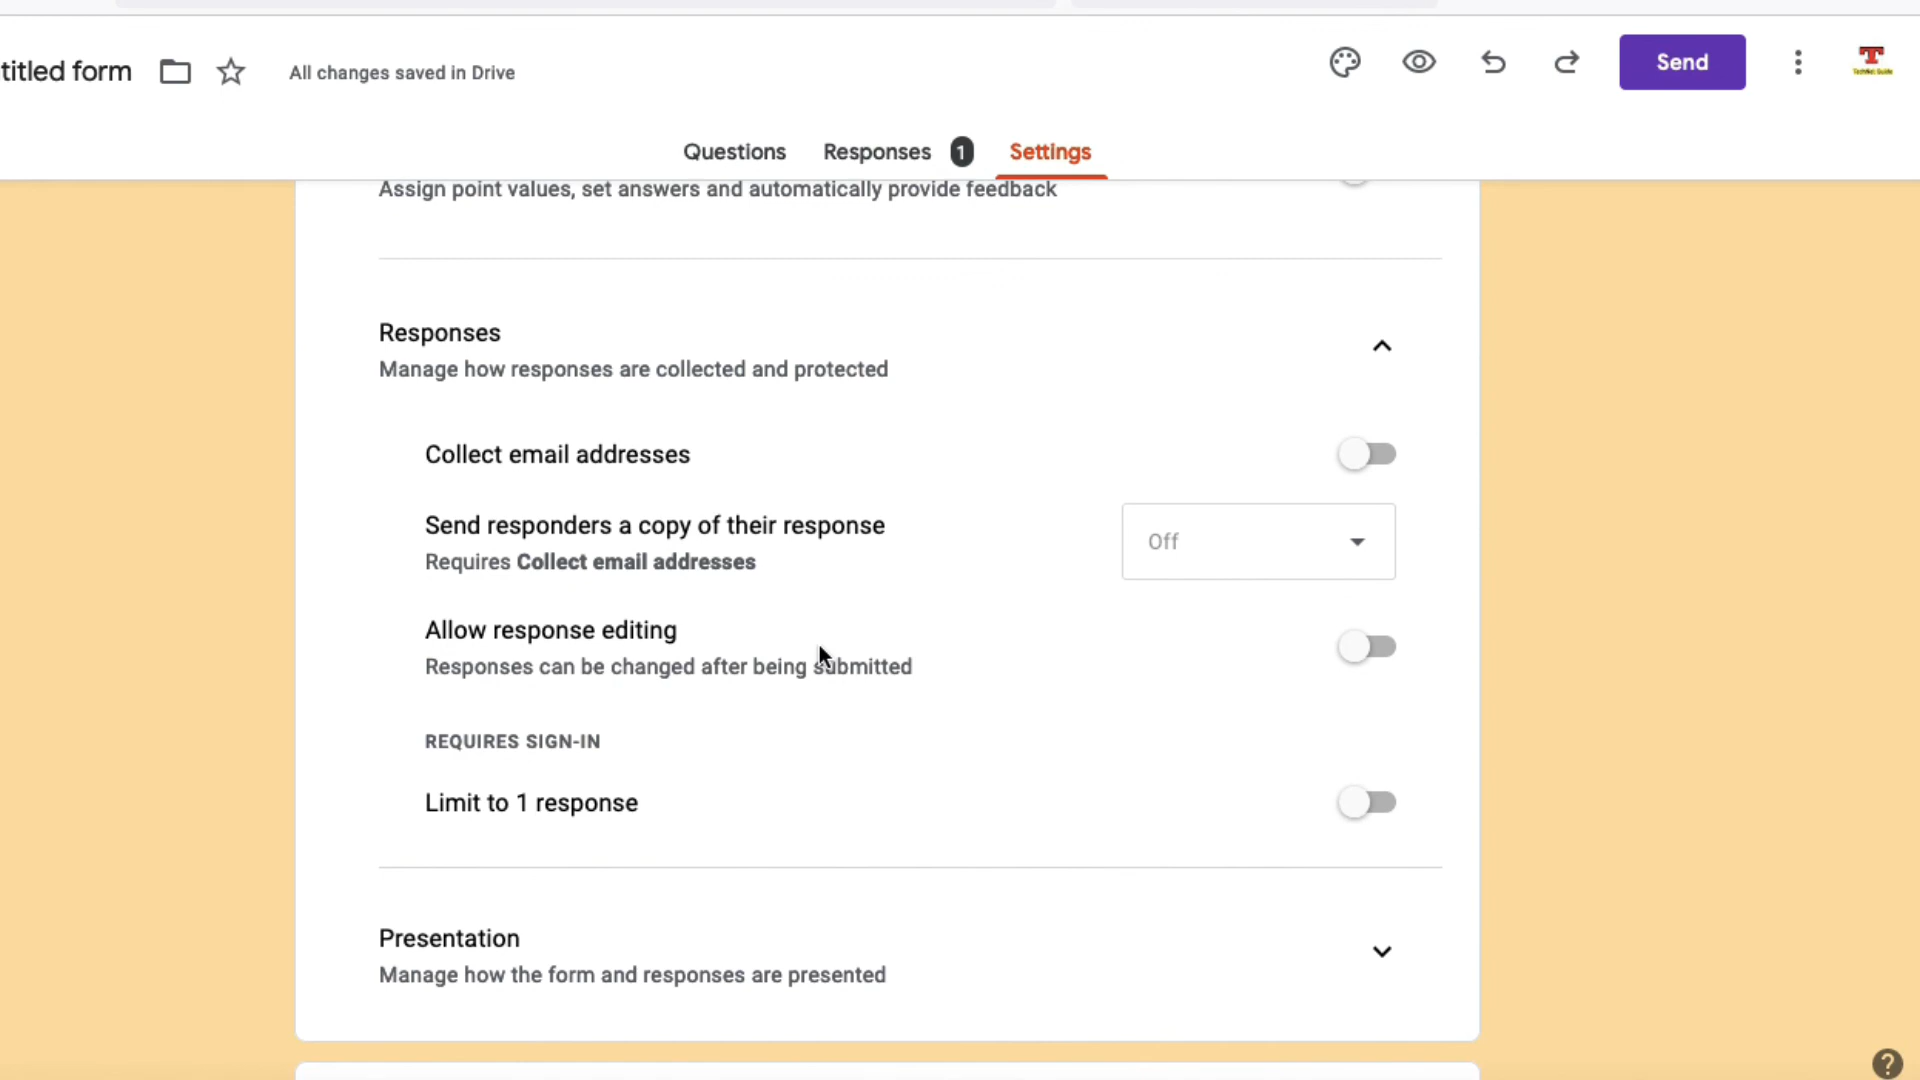 titled form
All changes saved in Drive
Send
Questions Responses 1 Settings
Assign point values, set answers and automatically provide feedback
Responses
Manage how responses are collected and protected
Collect email addresses
Send responders a copy of their response
Off
Requires Collect email addresses
Allow response editing
Responses can be changed after being submitted
REQUIRES SIGN-IN
Limit to 1 response
Presentation
Manage how the form and responses are presented
?